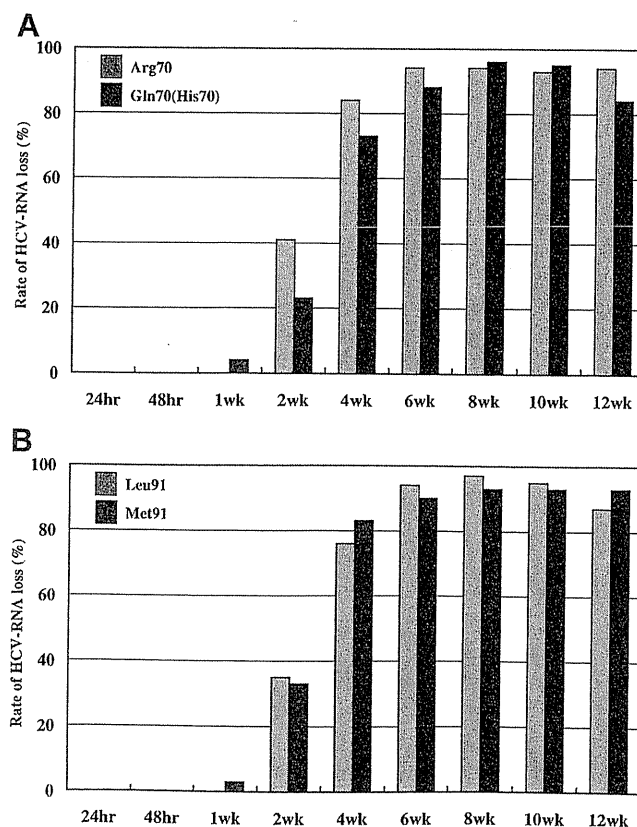 A
Rate of HCV-RNA loss (%)
100
80
60
40
20
0
Arg70
Gln70(His70)
24hr 48hr 1wk 2wk 4wk 6wk 8wk 10wk 12wk
B
Rate of HCV-RNA loss (%)
100
80
60
40
20
0
Leu91
Met91
24hr 48hr 1wk 2wk 4wk 6wk 8wk 10wk 12wk